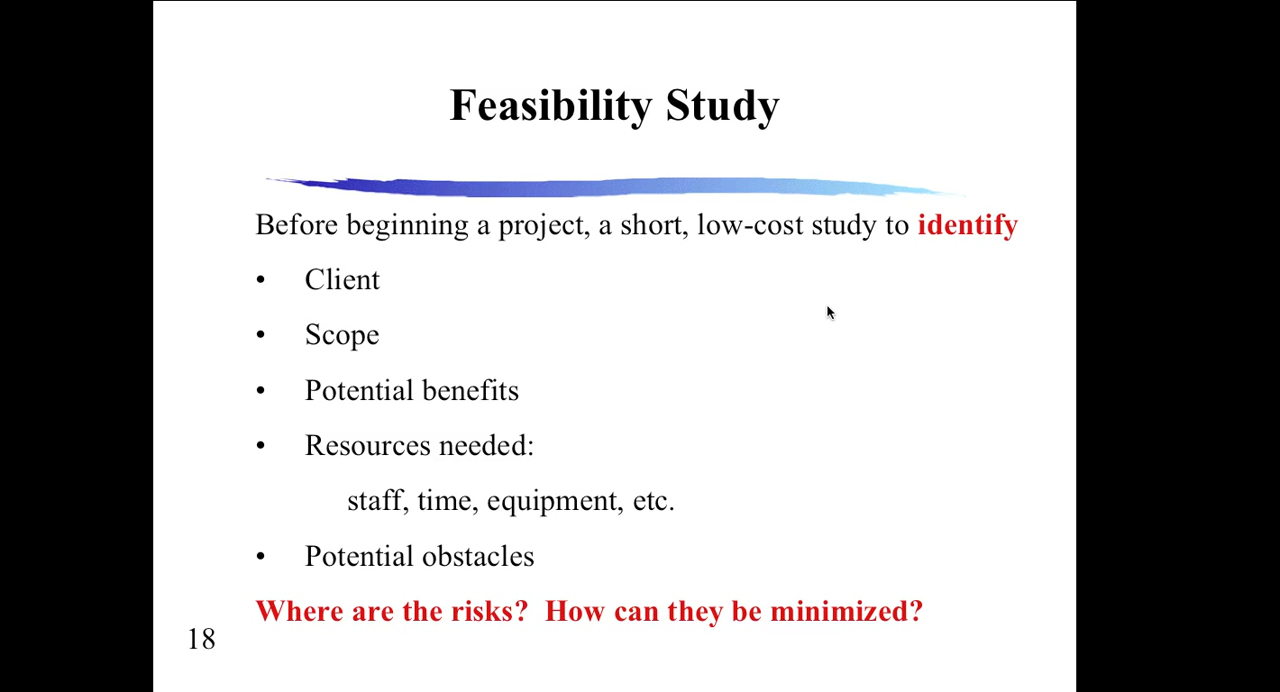 Feasibility Study
Before beginning a project, a short, low-cost study to identify
• Client
• Scope
• Potential benefits
• Resources needed:
staff, time, equipment, etc.
• Potential obstacles
Where are the risks?  How can they be minimized?
18